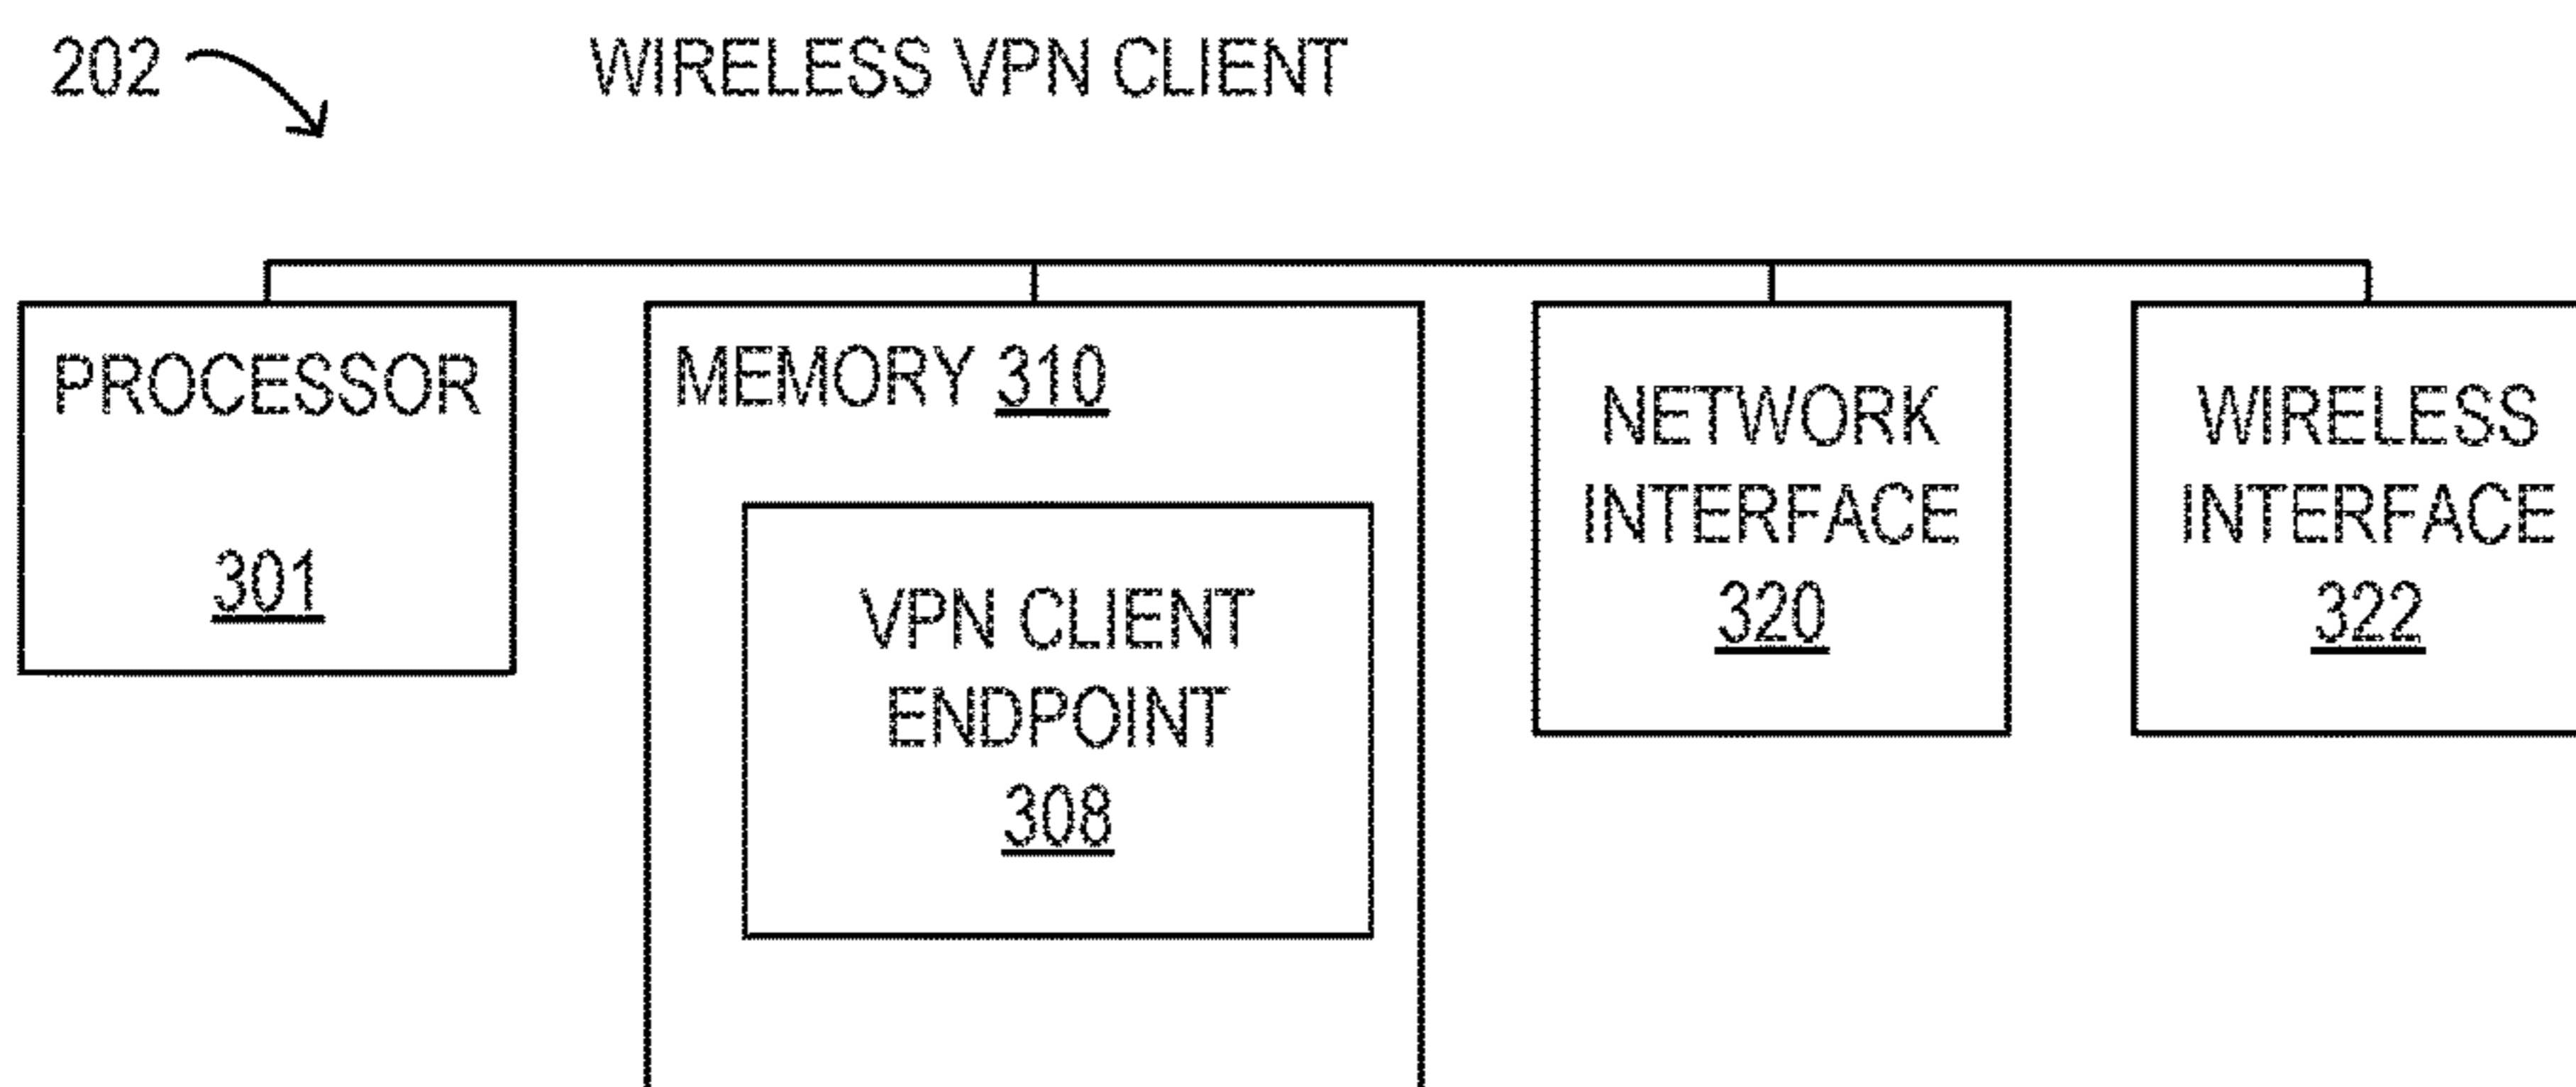 202
WIRELESS VPN CLIENT
PROCESSOR
301
MEMORY 310
VPN CLIENT
ENDPOINT
308
NETWORK
INTERFACE
320
WIRELESS
INTERFACE
322